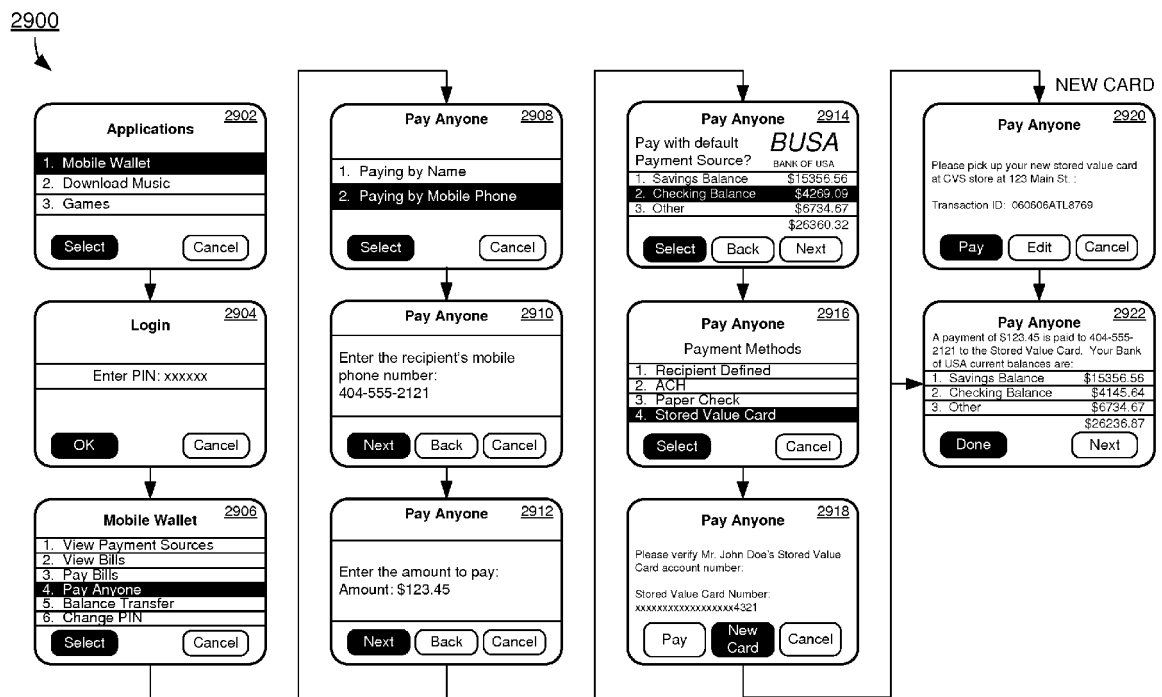 2900
2902
Applications
1. Mobile Wallet
2. Download Music
3. Games
Select
Cancel
2904
Login
Enter PIN: xxxxxx
OK
Cancel
2906
Mobile Wallet
1. View Payment Sources
2. View Bills
3. Pay Bills
4. Pay Anyone
5. Balance Transfer
6. Change PIN
Select
Cancel
2908
Pay Anyone
1. Paying by Name
2. Paying by Mobile Phone
Select
Cancel
Pay Anyone 2910
Enter the recipient's mobile
phone number:
404-555-2121
Next Back Cancel
Pay Anyone 2912
Enter the amount to pay:
Amount: $123.45
Next Back Cancel
Pay Anyone 2914
Pay with default
Payment Source?
BUSA
BANK OF USA
1. Savings Balance $15356.56
2. Checking Balance $4269.09
3. Other $6734.67
$26360.32
Select Back Next
2916
Pay Anyone
Payment Methods
1. Recipient Defined
2. ACH
3. Paper Check
4. Stored Value Card
Select Cancel
2918
Pay Anyone
Please verify Mr. John Doe's Stored Value
Card account number:
Stored Value Card Number:
xxxxxxxxxxxxxxxxxx4321
Pay
New
Card
Cancel
NEW CARD
2920
Pay Anyone
Please pick up your new stored value card
at CVS store at 123 Main St. :
Transaction ID: 060606ATL8769
Pay Edit Cancel
2922
Pay Anyone
A payment of $123.45 is paid to 404-555-
2121 to the Stored Value Card. Your Bank
of USA current balances are:
1. Savings Balance $15356.56
2. Checking Balance $4145.64
3. Other $6734.67
$26236.87
Done Next